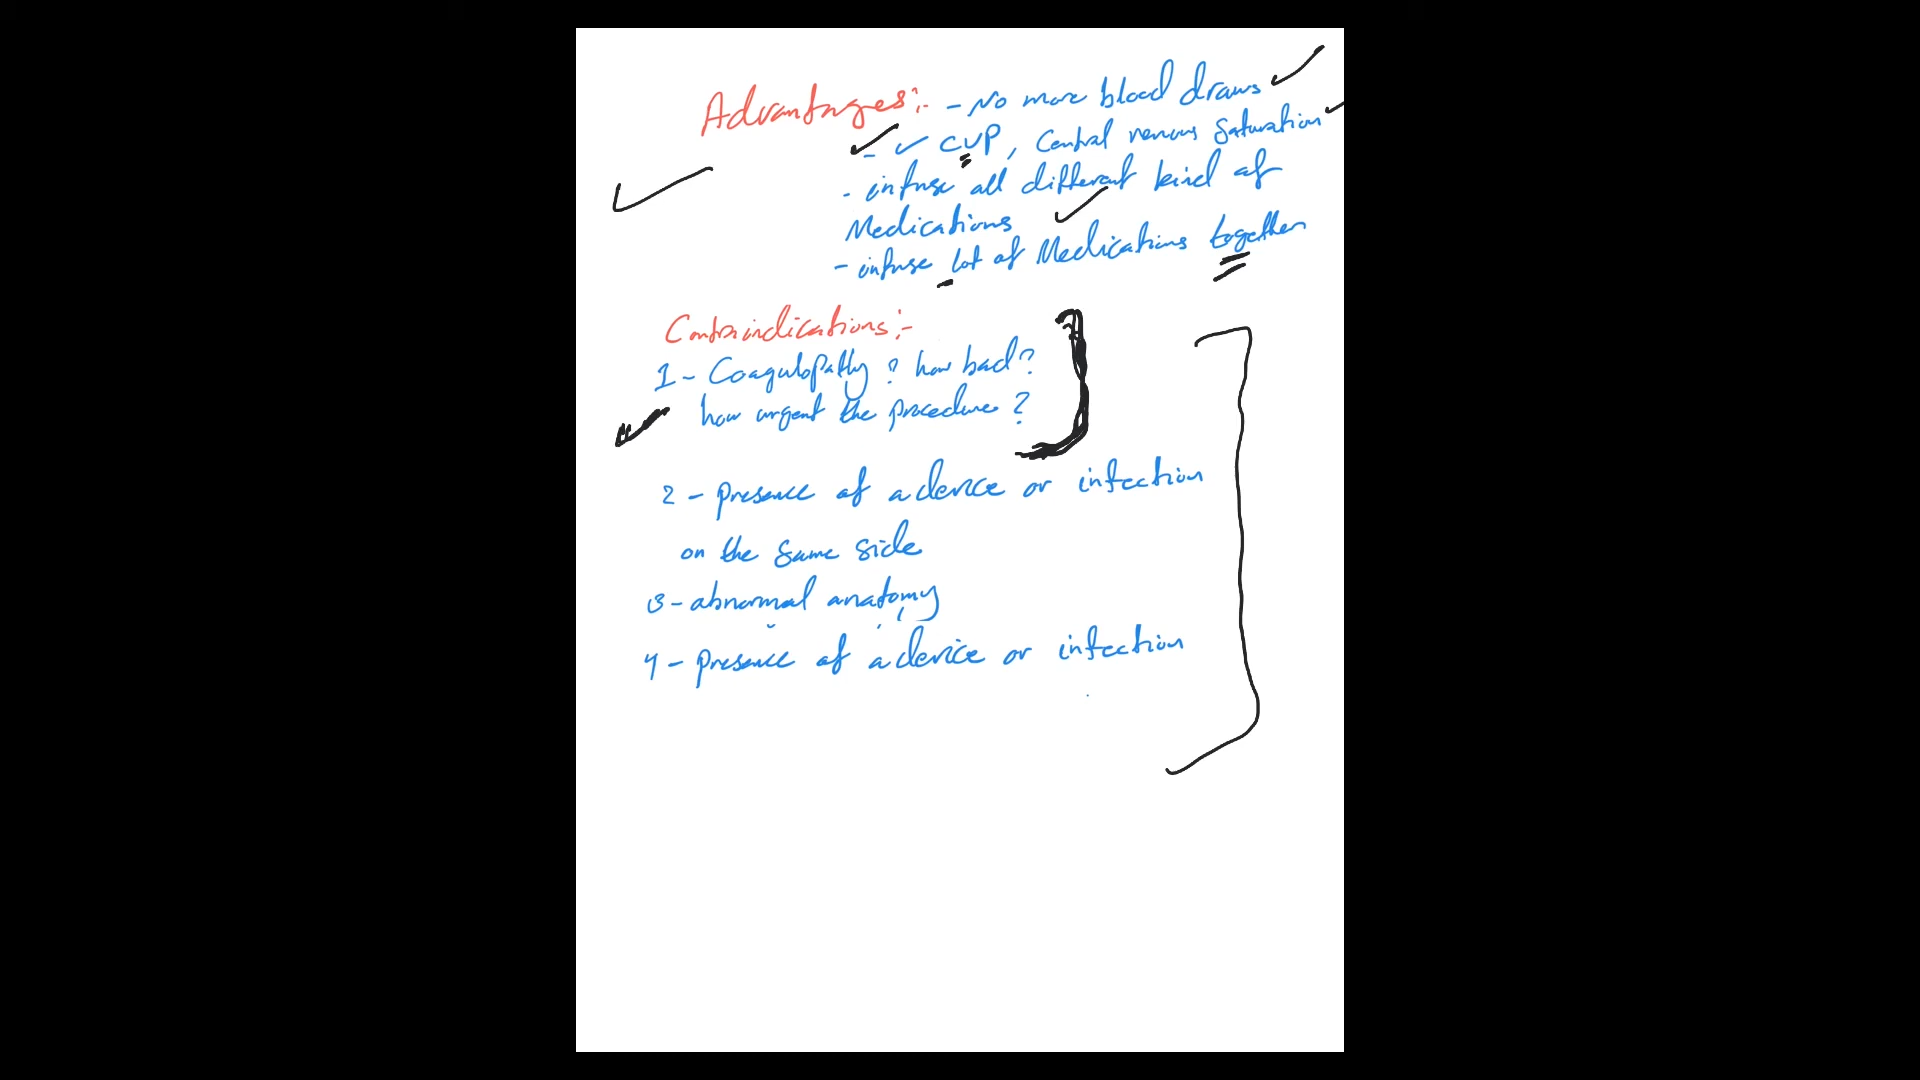 Advantages:- - No more blood draws
- ✓ CVP, Central venous saturation
- infuse all different kind of
Medications
- infuse lot of Medications together
Contraindications:-
1- Coagulopathy? how bad?
how urgent the procedure?
2- presence of a device or infection
on the same side
3- abnormal anatomy
4- presence of a device or infection